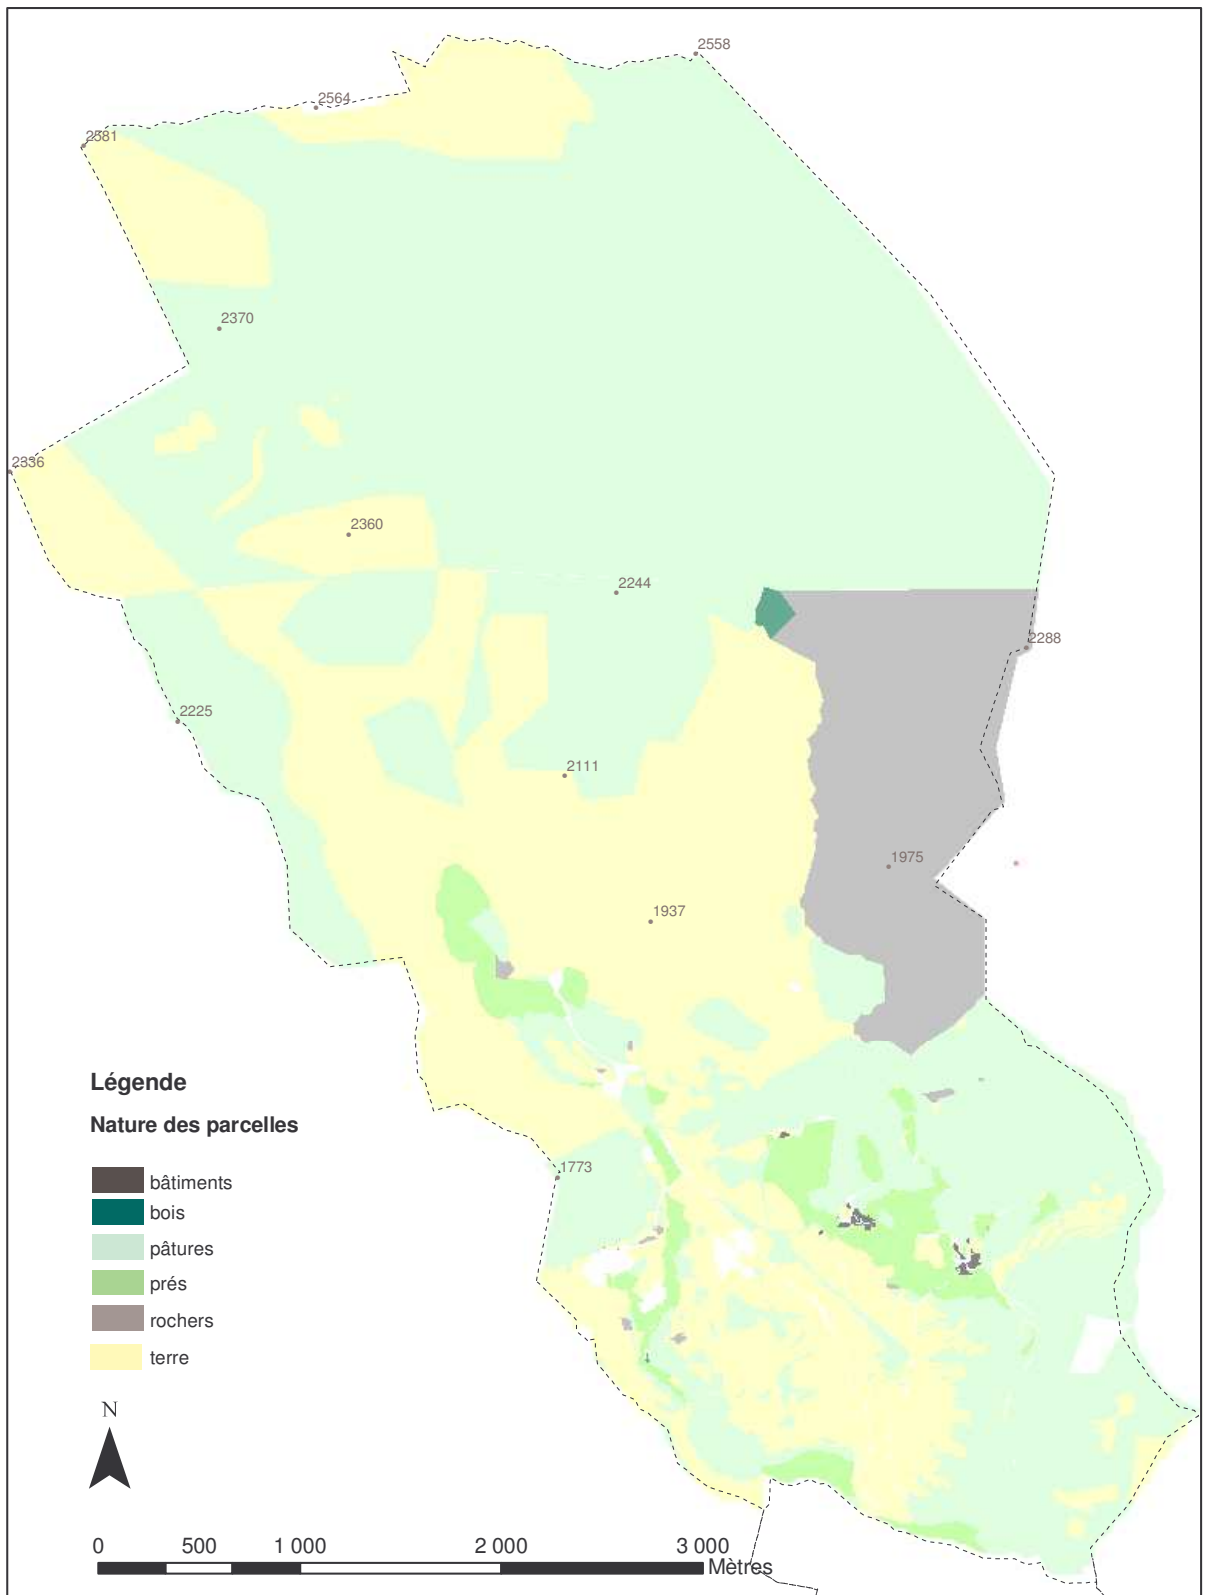 2558
2564
2581
2370
2336
2360
2244
2288
2225
2111
1975
1937
Légende
Nature des parcelles
1773
bâtiments
bois
pâtures
prés
rochers
terre
N
0 500 1 000 2 000 3 000
Mètres